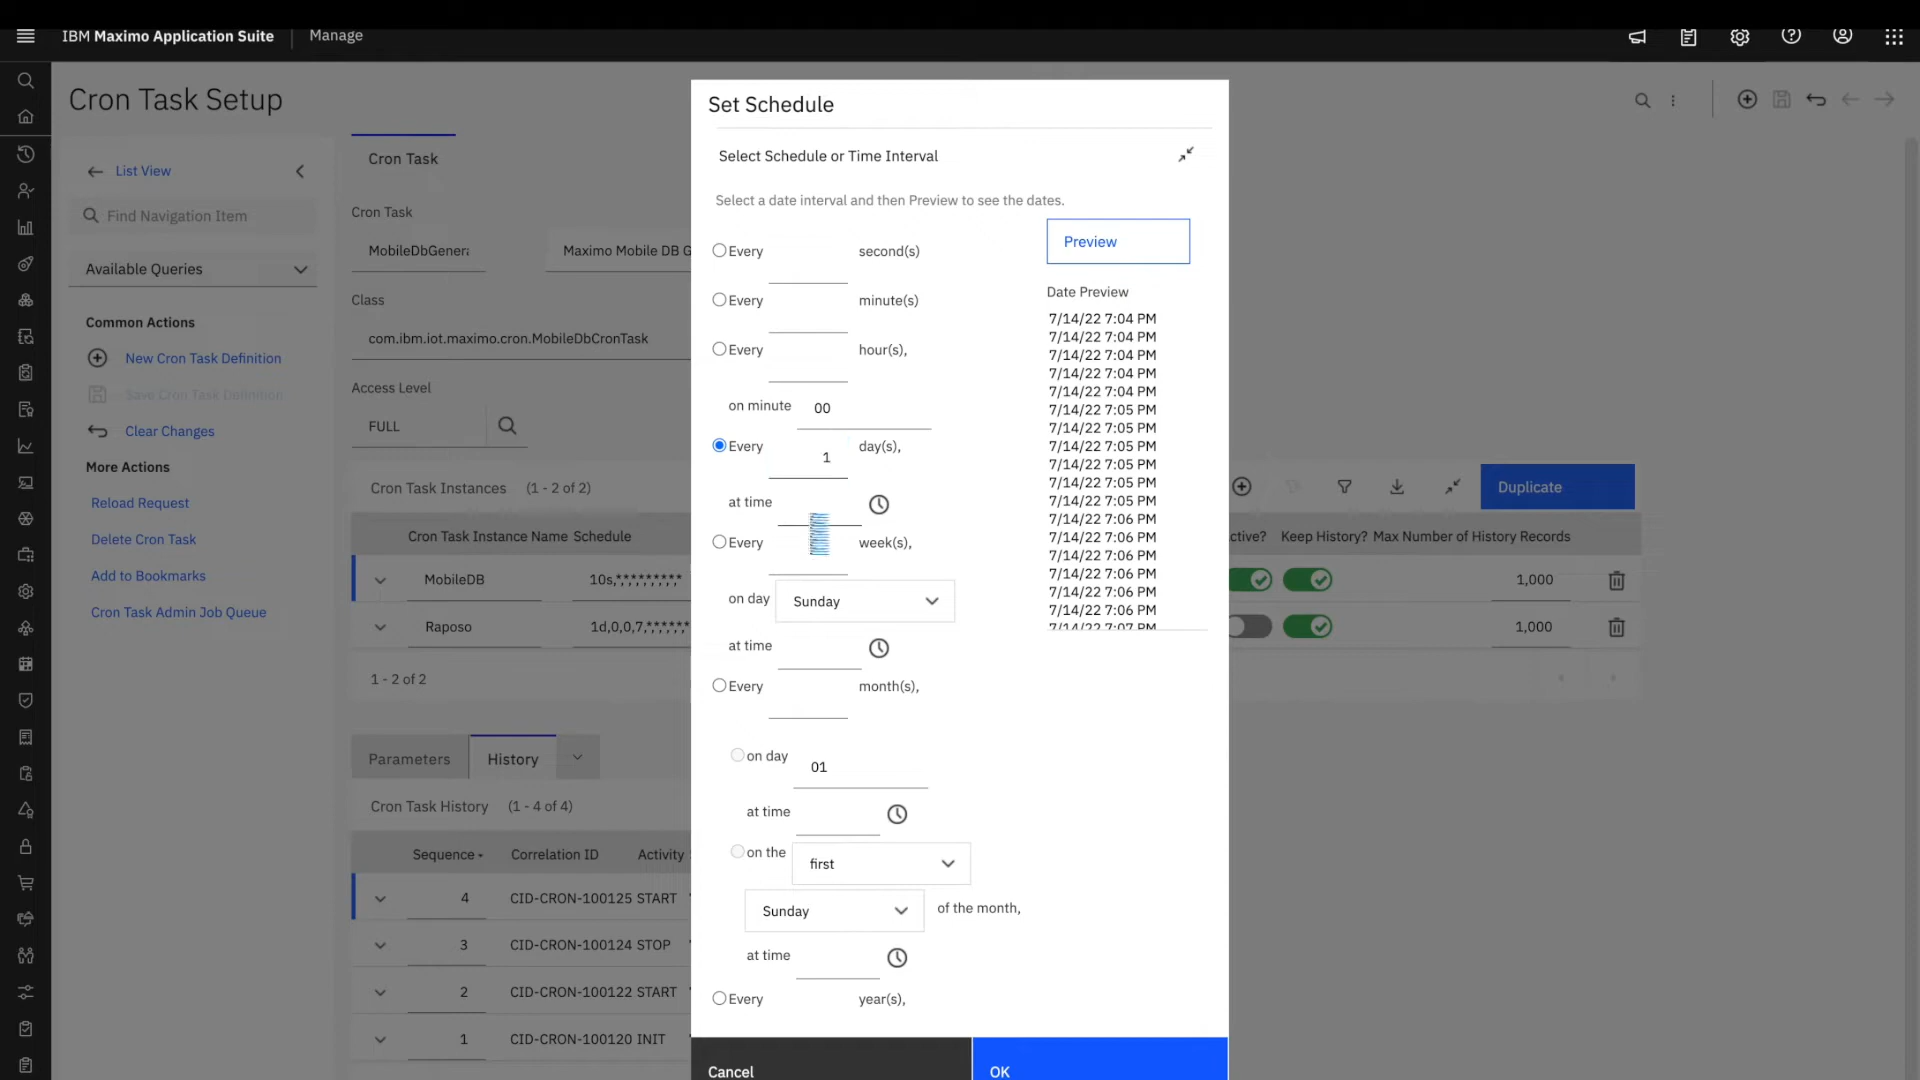 IBM Maximo Application Suite
Manage
Cron Task Setup
List View
Find Navigation Item
Available Queries
Common Actions
New Cron Task Definition
Save Cron Task Definition
Clear Changes
More Actions
Reload Request
Delete Cron Task
Add to Bookmarks
Cron Task Admin Job Queue
Cron Task
Cron Task
MobileDbGenera
Maximo Mobile DB G
Class
com.ibm.iot.maximo.cron.MobileDbCronTask
Access Level
FULL
Cron Task Instances (1 - 2 of 2)
Duplicate
Cron Task Instance Name Schedule
ctive? Keep History? Max Number of History Records
MobileDB 10s,*,*,*,*,*,*,*,*,*
1,000
Raposo 1d,0,0,7,*,*,*,*,*,*
1,000
1 - 2 of 2
Parameters
History
Cron Task History (1 - 4 of 4)
Sequence Correlation ID Activity
4 CID-CRON-100125 START
3 CID-CRON-100124 STOP
2 CID-CRON-100122 START
1 CID-CRON-100120 INIT
Set Schedule
Select Schedule or Time Interval
Select a date interval and then Preview to see the dates.
Every second(s)
Every minute(s)
Every hour(s),
on minute 00
Every 1 day(s),
at time
Every week(s),
on day Sunday
at time
Every month(s),
on day 01
at time
on the first
Sunday of the month,
at time
Every year(s),
Preview
Date Preview
7/14/22 7:04 PM
7/14/22 7:04 PM
7/14/22 7:04 PM
7/14/22 7:04 PM
7/14/22 7:04 PM
7/14/22 7:05 PM
7/14/22 7:05 PM
7/14/22 7:05 PM
7/14/22 7:05 PM
7/14/22 7:05 PM
7/14/22 7:05 PM
7/14/22 7:06 PM
7/14/22 7:06 PM
7/14/22 7:06 PM
7/14/22 7:06 PM
7/14/22 7:06 PM
7/14/22 7:06 PM
7/14/22 7:07 PM
Cancel
OK